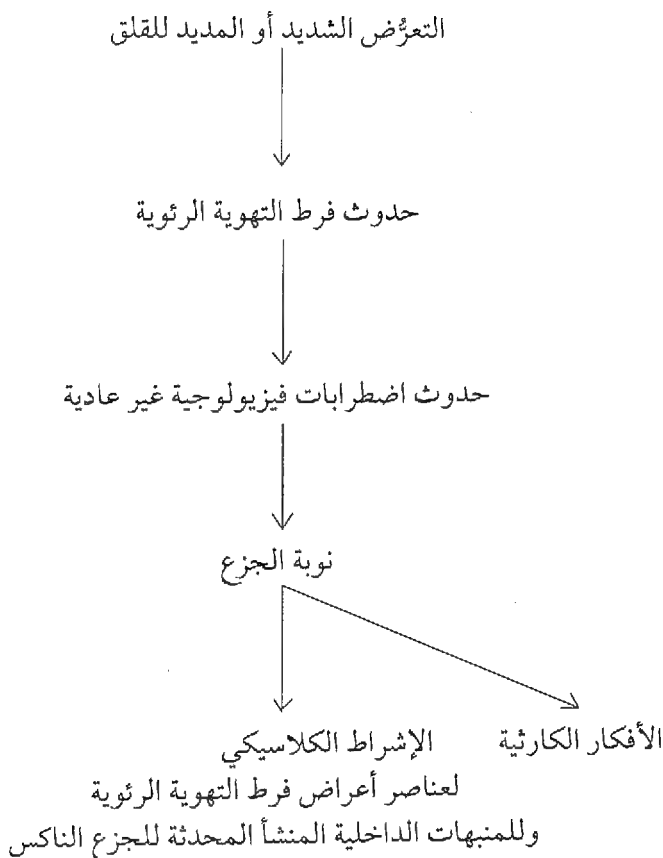 التعرُّض الشديد أو المديد للقلق
حدوث فرط التهوية الرئوية
حدوث اضطرابات فيزيولوجية غير عادية
نوبة الجزع
الإشراط الكلاسيكي
الأفكار الكارثية
لعناصر أعراض فرط التهوية الرئوية
وللمنبهات الداخلية المنشأ المحدثة للجزع الناكس